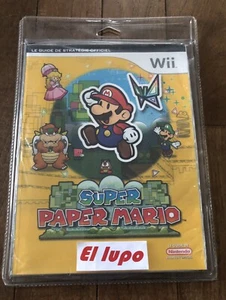 LE GUIDE DE STRATÉGIE OFFICIEL
Wii
SUPER
PAPER MARIO
El lupo
Nintendo